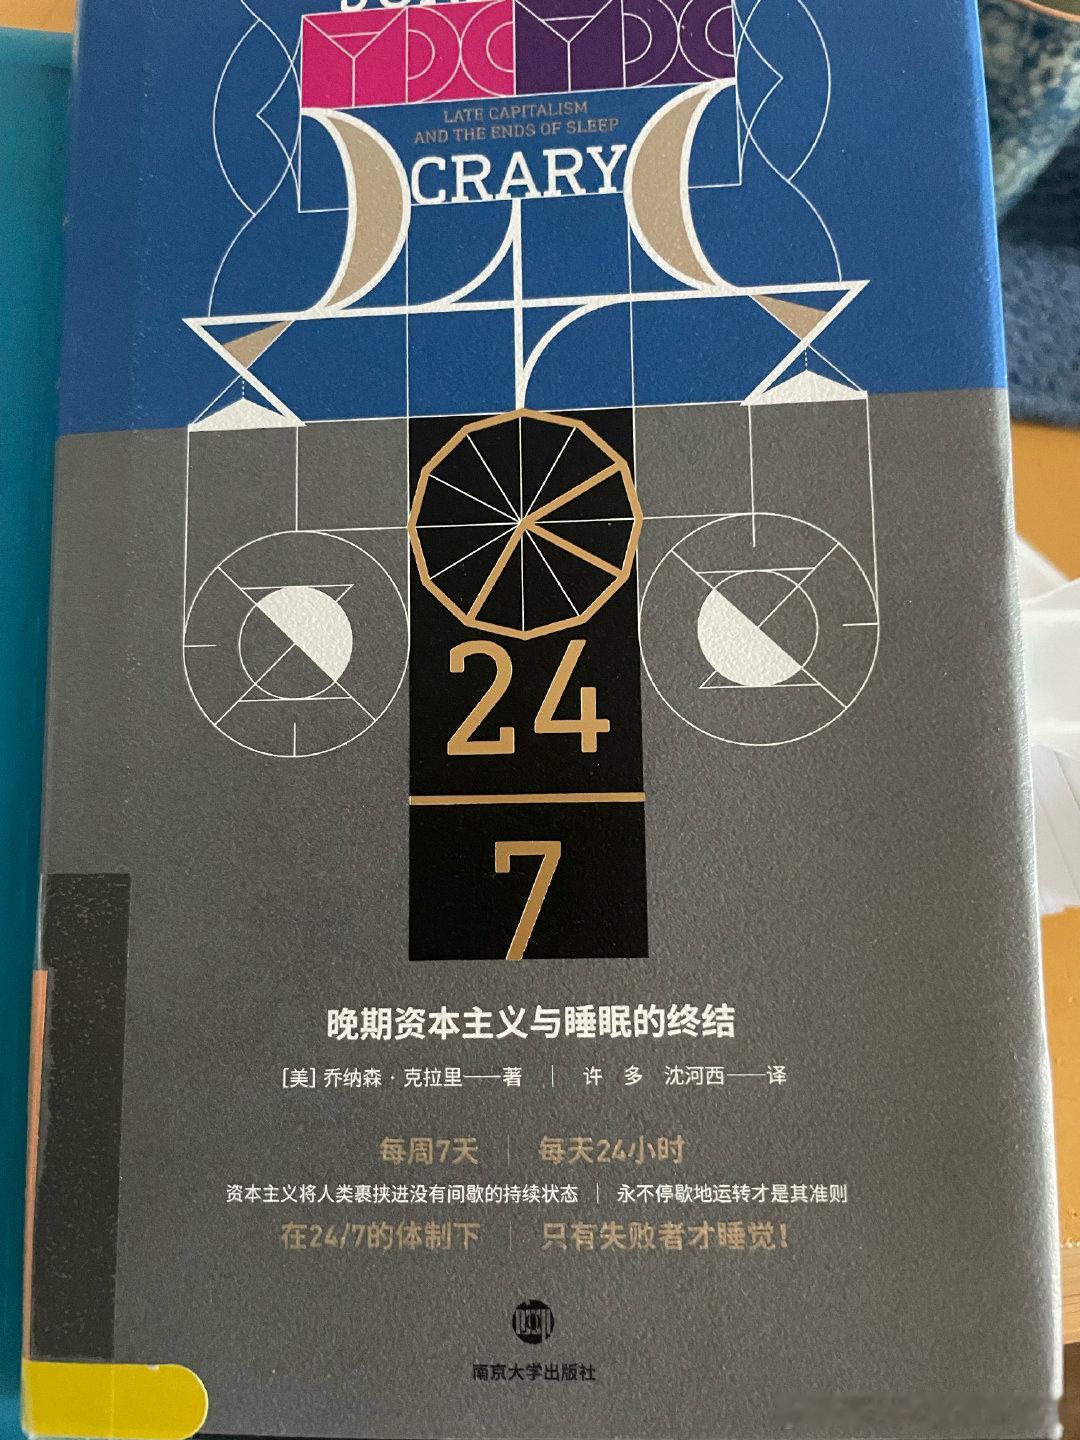 YDC YDC
LATE CAPITALISM
AND THE ENDS OF SLEEP
CRARY
24
7
晚期资本主义与睡眠的终结
[美] 乔纳森·克拉里——著 | 许 多 沈河西——译
每周7天 | 每天24小时
资本主义将人类裹挟进没有间歇的持续状态 | 永不停歇地运转才是其准则
在24/7的体制下 | 只有失败者才睡觉！
南京大学出版社